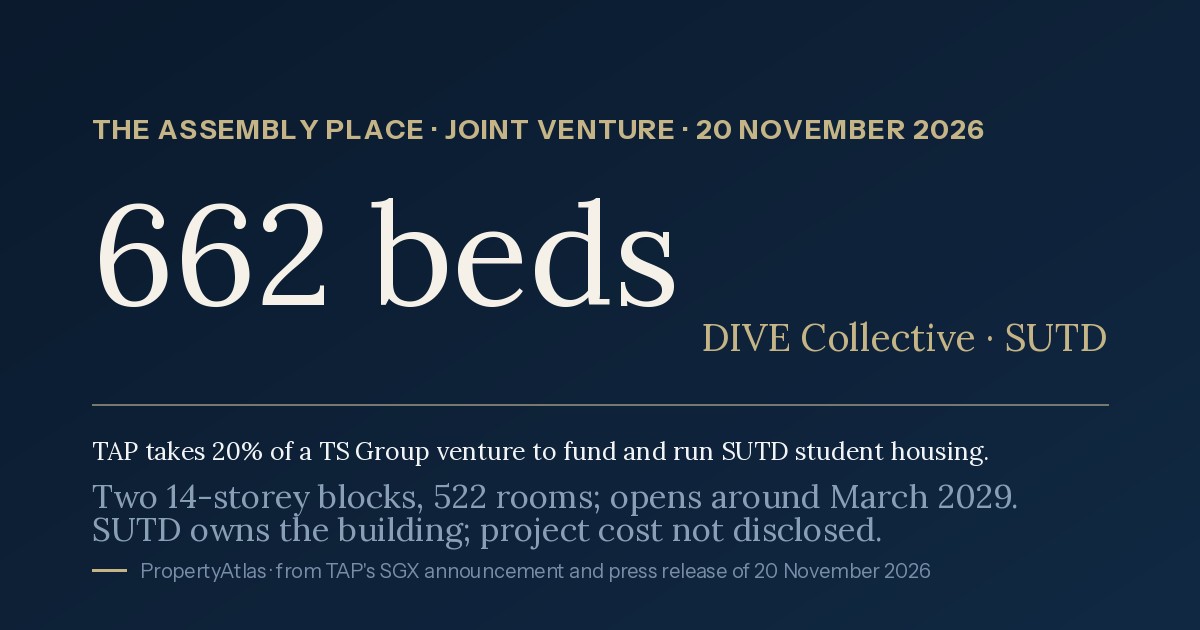 THE ASSEMBLY PLACE · JOINT VENTURE · 20 NOVEMBER 2026
662 beds
DIVE Collective · SUTD
TAP takes 20% of a TS Group venture to fund and run SUTD student housing.
Two 14-storey blocks, 522 rooms; opens around March 2029.
SUTD owns the building; project cost not disclosed.
PropertyAtlas · from TAP's SGX announcement and press release of 20 November 2026